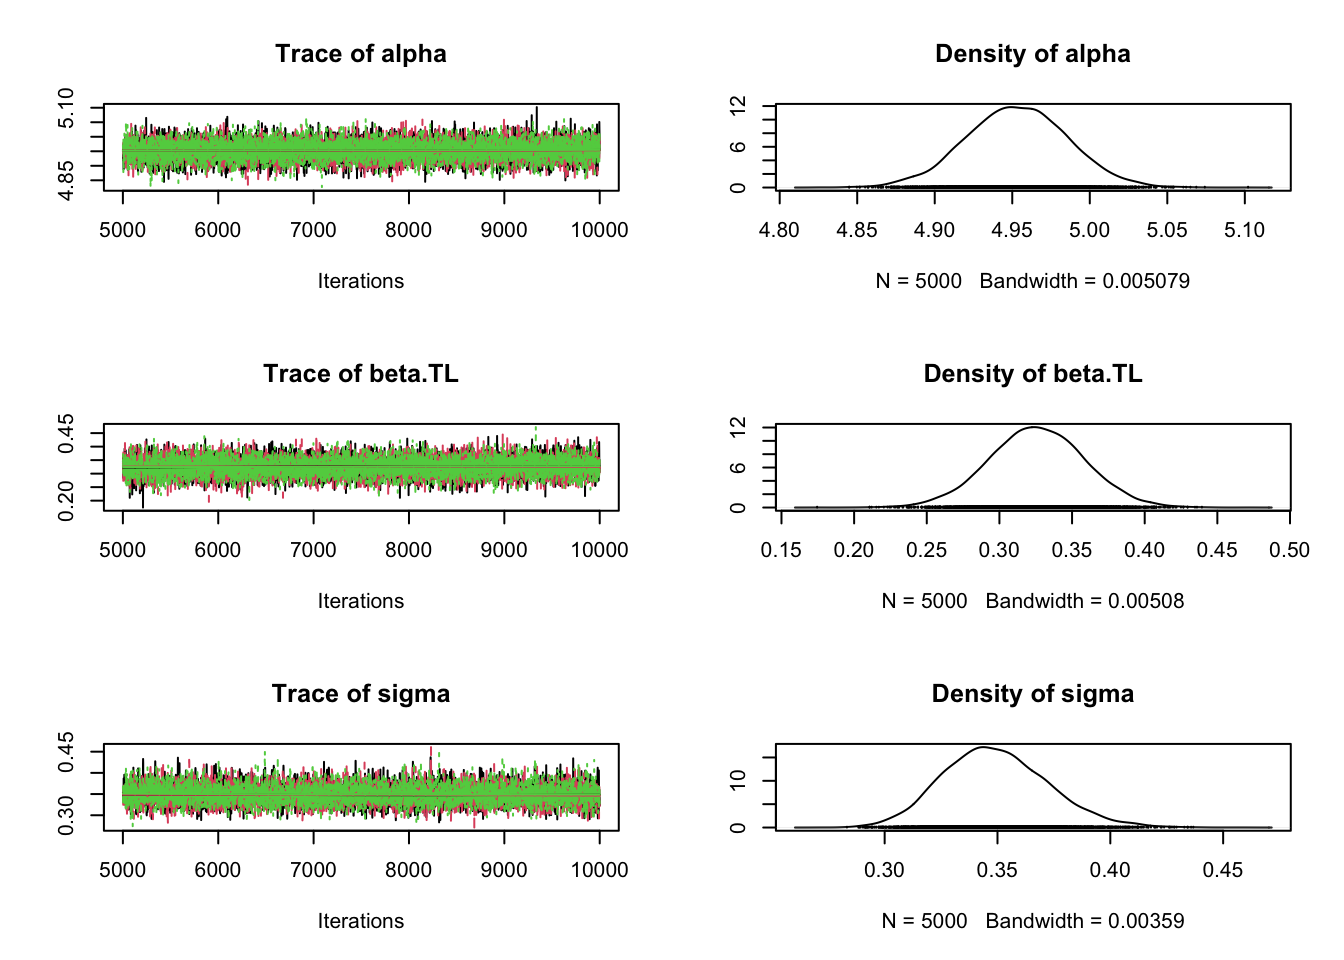 Trace of alpha
5.10
4.85
5000 6000 7000 8000 9000 10000
Iterations
Density of alpha
12
6
0
4.80 4.85 4.90 4.95 5.00 5.05 5.10
N = 5000 Bandwidth = 0.005079
Trace of beta.TL
0.45
0.20
5000 6000 7000 8000 9000 10000
Iterations
Density of beta.TL
12
6
0
0.15 0.20 0.25 0.30 0.35 0.40 0.45 0.50
N = 5000 Bandwidth = 0.00508
Trace of sigma
0.45
0.30
5000 6000 7000 8000 9000 10000
Iterations
Density of sigma
10
0
0.30 0.35 0.40 0.45
N = 5000 Bandwidth = 0.00359